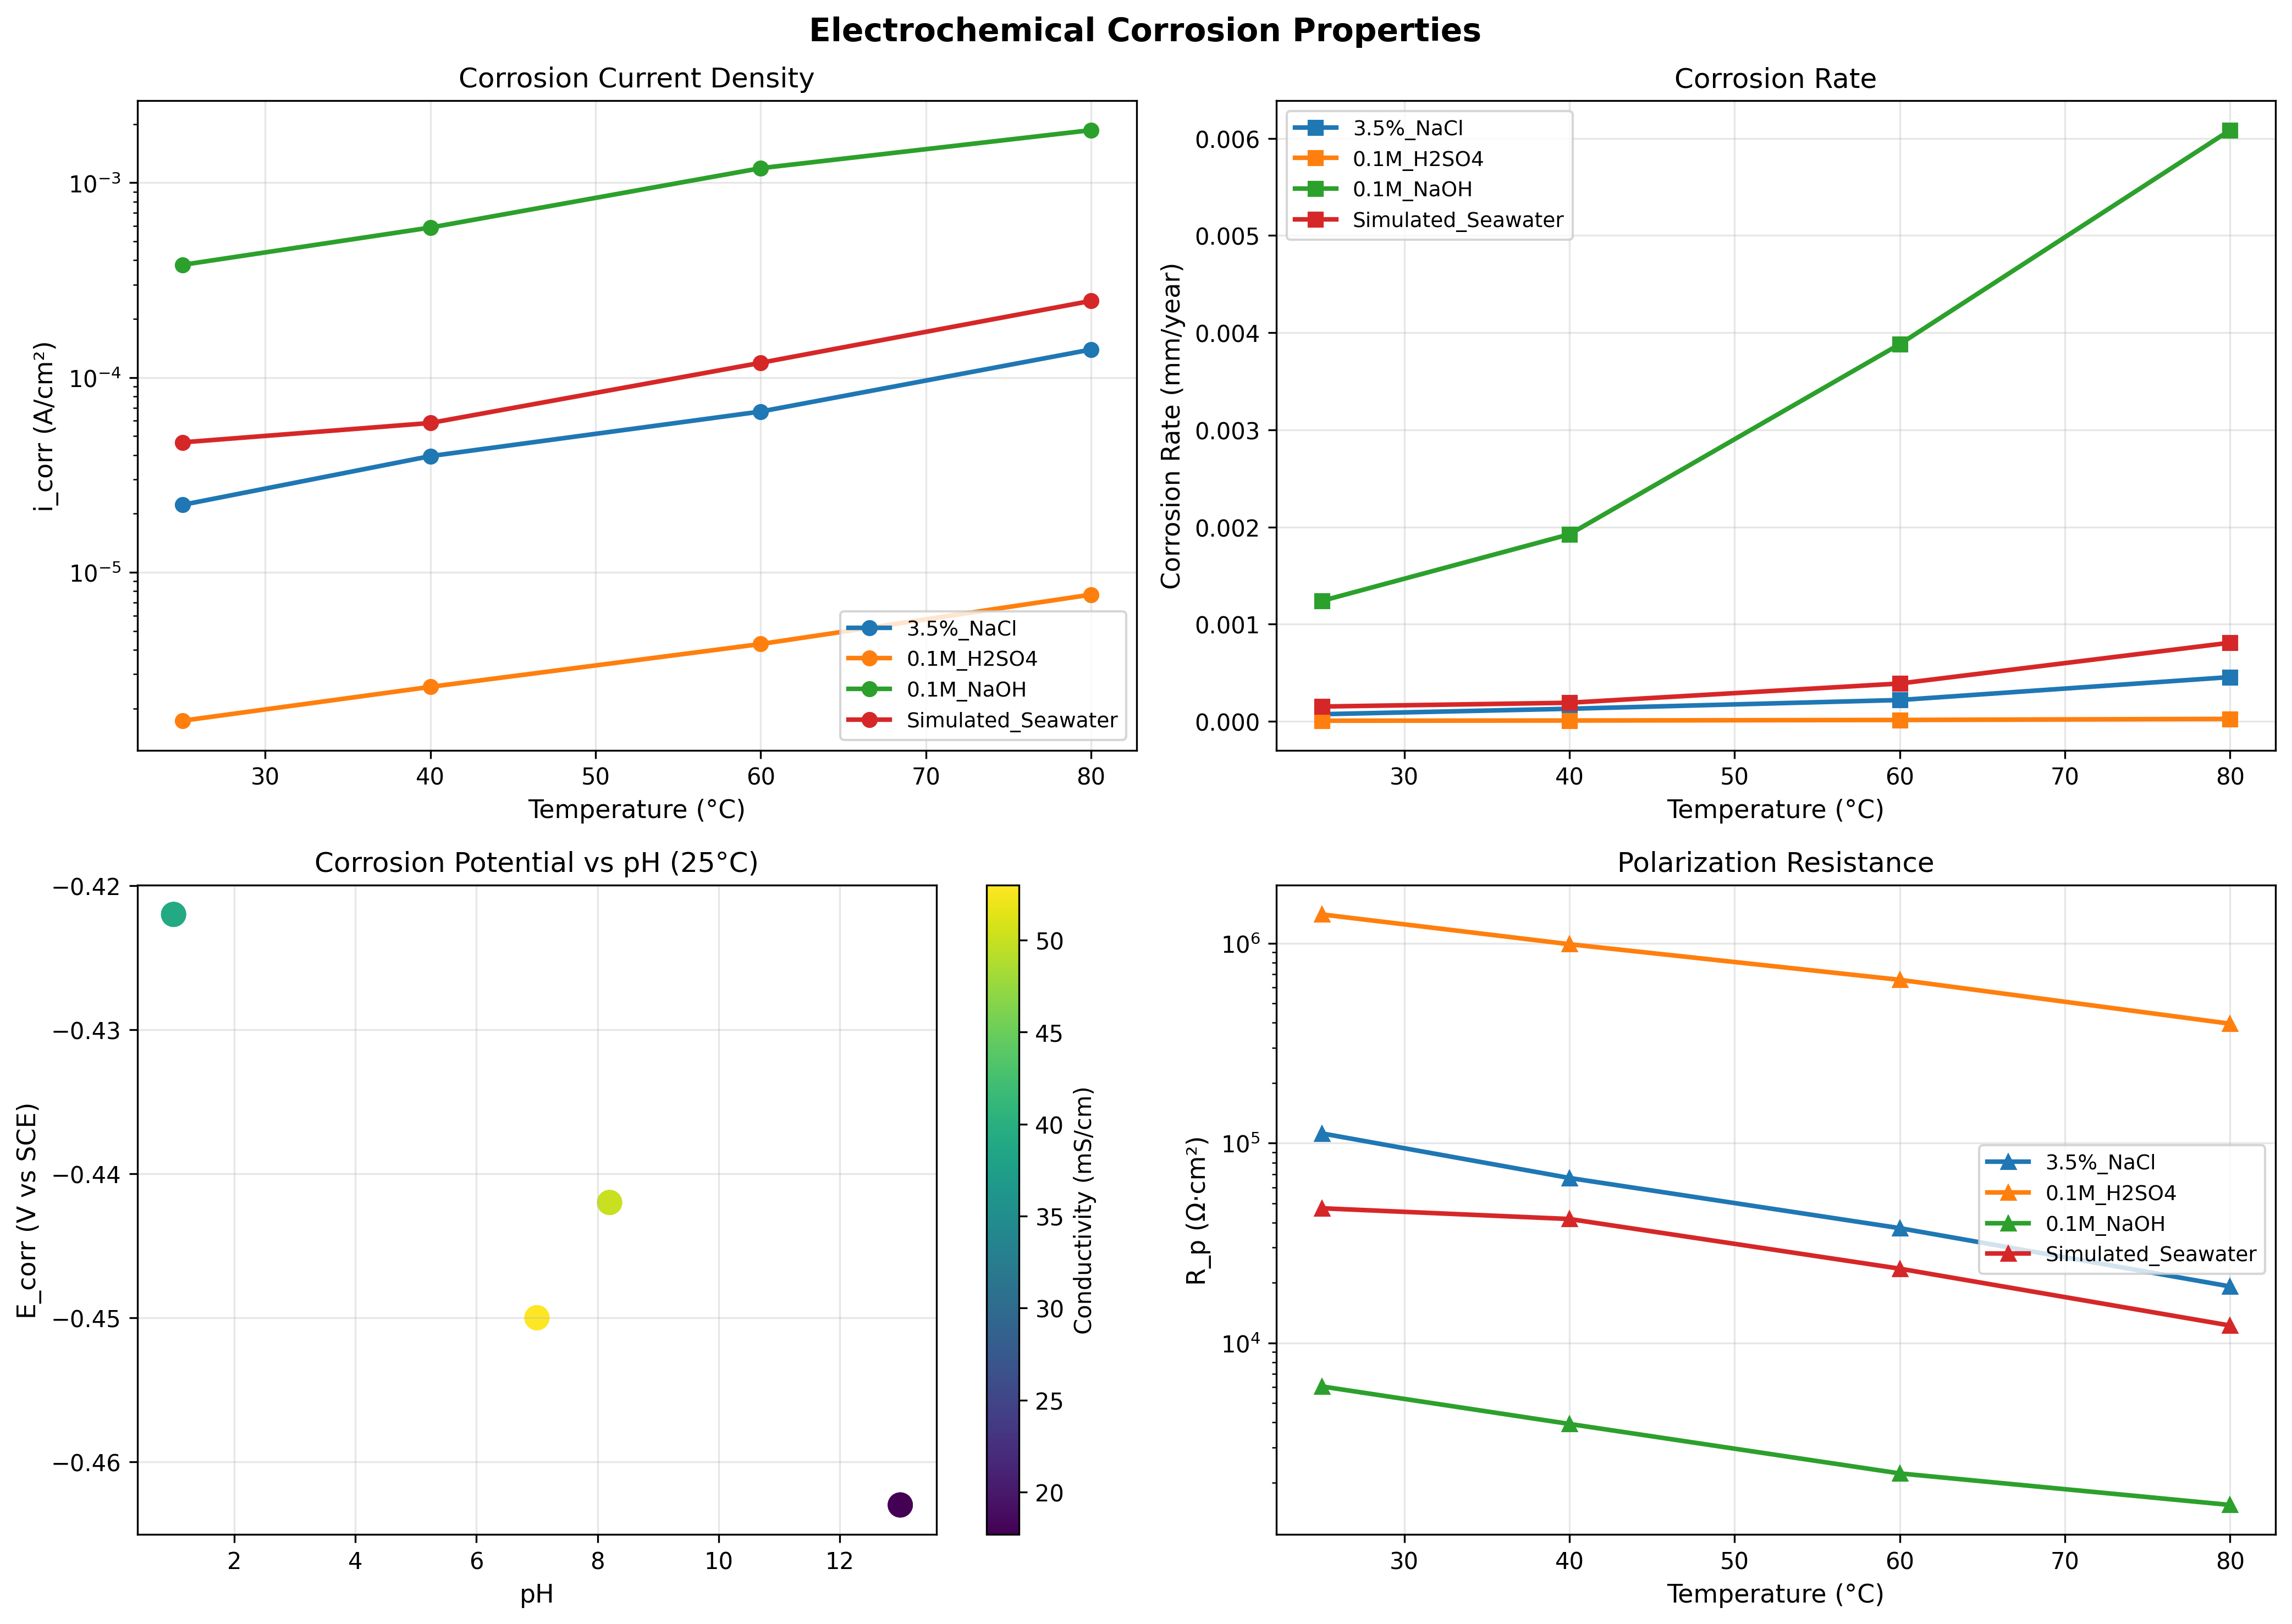 Electrochemical Corrosion Properties
Corrosion Current Density
i_corr (A/cm²)
10⁻³
10⁻⁴
10⁻⁵
30 40 50 60 70 80
Temperature (°C)
3.5%_NaCl
0.1M_H2SO4
0.1M_NaOH
Simulated_Seawater
Corrosion Rate
Corrosion Rate (mm/year)
0.006
0.005
0.004
0.003
0.002
0.001
0.000
30 40 50 60 70 80
Temperature (°C)
3.5%_NaCl
0.1M_H2SO4
0.1M_NaOH
Simulated_Seawater
Corrosion Potential vs pH (25°C)
E_corr (V vs SCE)
−0.42
−0.43
−0.44
−0.45
−0.46
2 4 6 8 10 12
pH
50
45
40
35
30
25
20
Conductivity (mS/cm)
Polarization Resistance
R_p (Ω·cm²)
10⁶
10⁵
10⁴
30 40 50 60 70 80
Temperature (°C)
3.5%_NaCl
0.1M_H2SO4
0.1M_NaOH
Simulated_Seawater